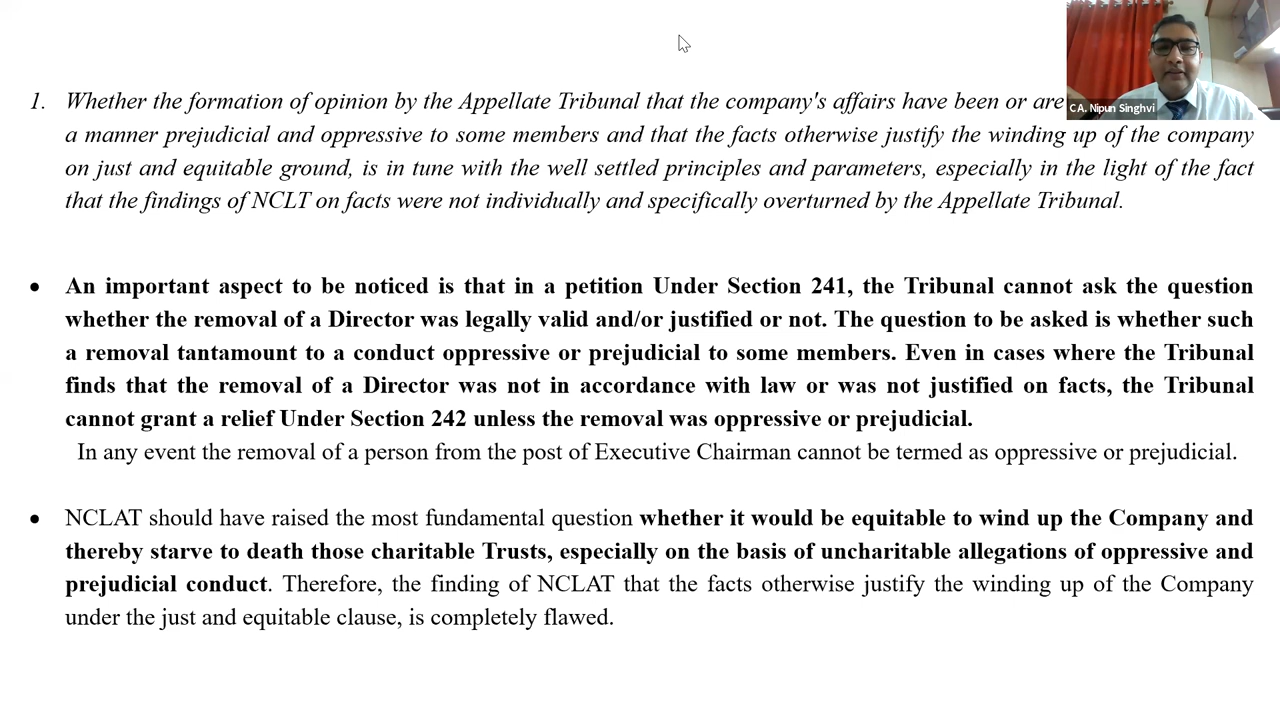 1. Whether the formation of opinion by the Appellate Tribunal that the company's affairs have been or are
CA. Nipun Singhvi
a manner prejudicial and oppressive to some members and that the facts otherwise justify the winding up of the company
on just and equitable ground, is in tune with the well settled principles and parameters, especially in the light of the fact
that the findings of NCLT on facts were not individually and specifically overturned by the Appellate Tribunal.
• An important aspect to be noticed is that in a petition Under Section 241, the Tribunal cannot ask the question
whether the removal of a Director was legally valid and/or justified or not. The question to be asked is whether such
a removal tantamount to a conduct oppressive or prejudicial to some members. Even in cases where the Tribunal
finds that the removal of a Director was not in accordance with law or was not justified on facts, the Tribunal
cannot grant a relief Under Section 242 unless the removal was oppressive or prejudicial.
In any event the removal of a person from the post of Executive Chairman cannot be termed as oppressive or prejudicial.
• NCLAT should have raised the most fundamental question whether it would be equitable to wind up the Company and
thereby starve to death those charitable Trusts, especially on the basis of uncharitable allegations of oppressive and
prejudicial conduct. Therefore, the finding of NCLAT that the facts otherwise justify the winding up of the Company
under the just and equitable clause, is completely flawed.